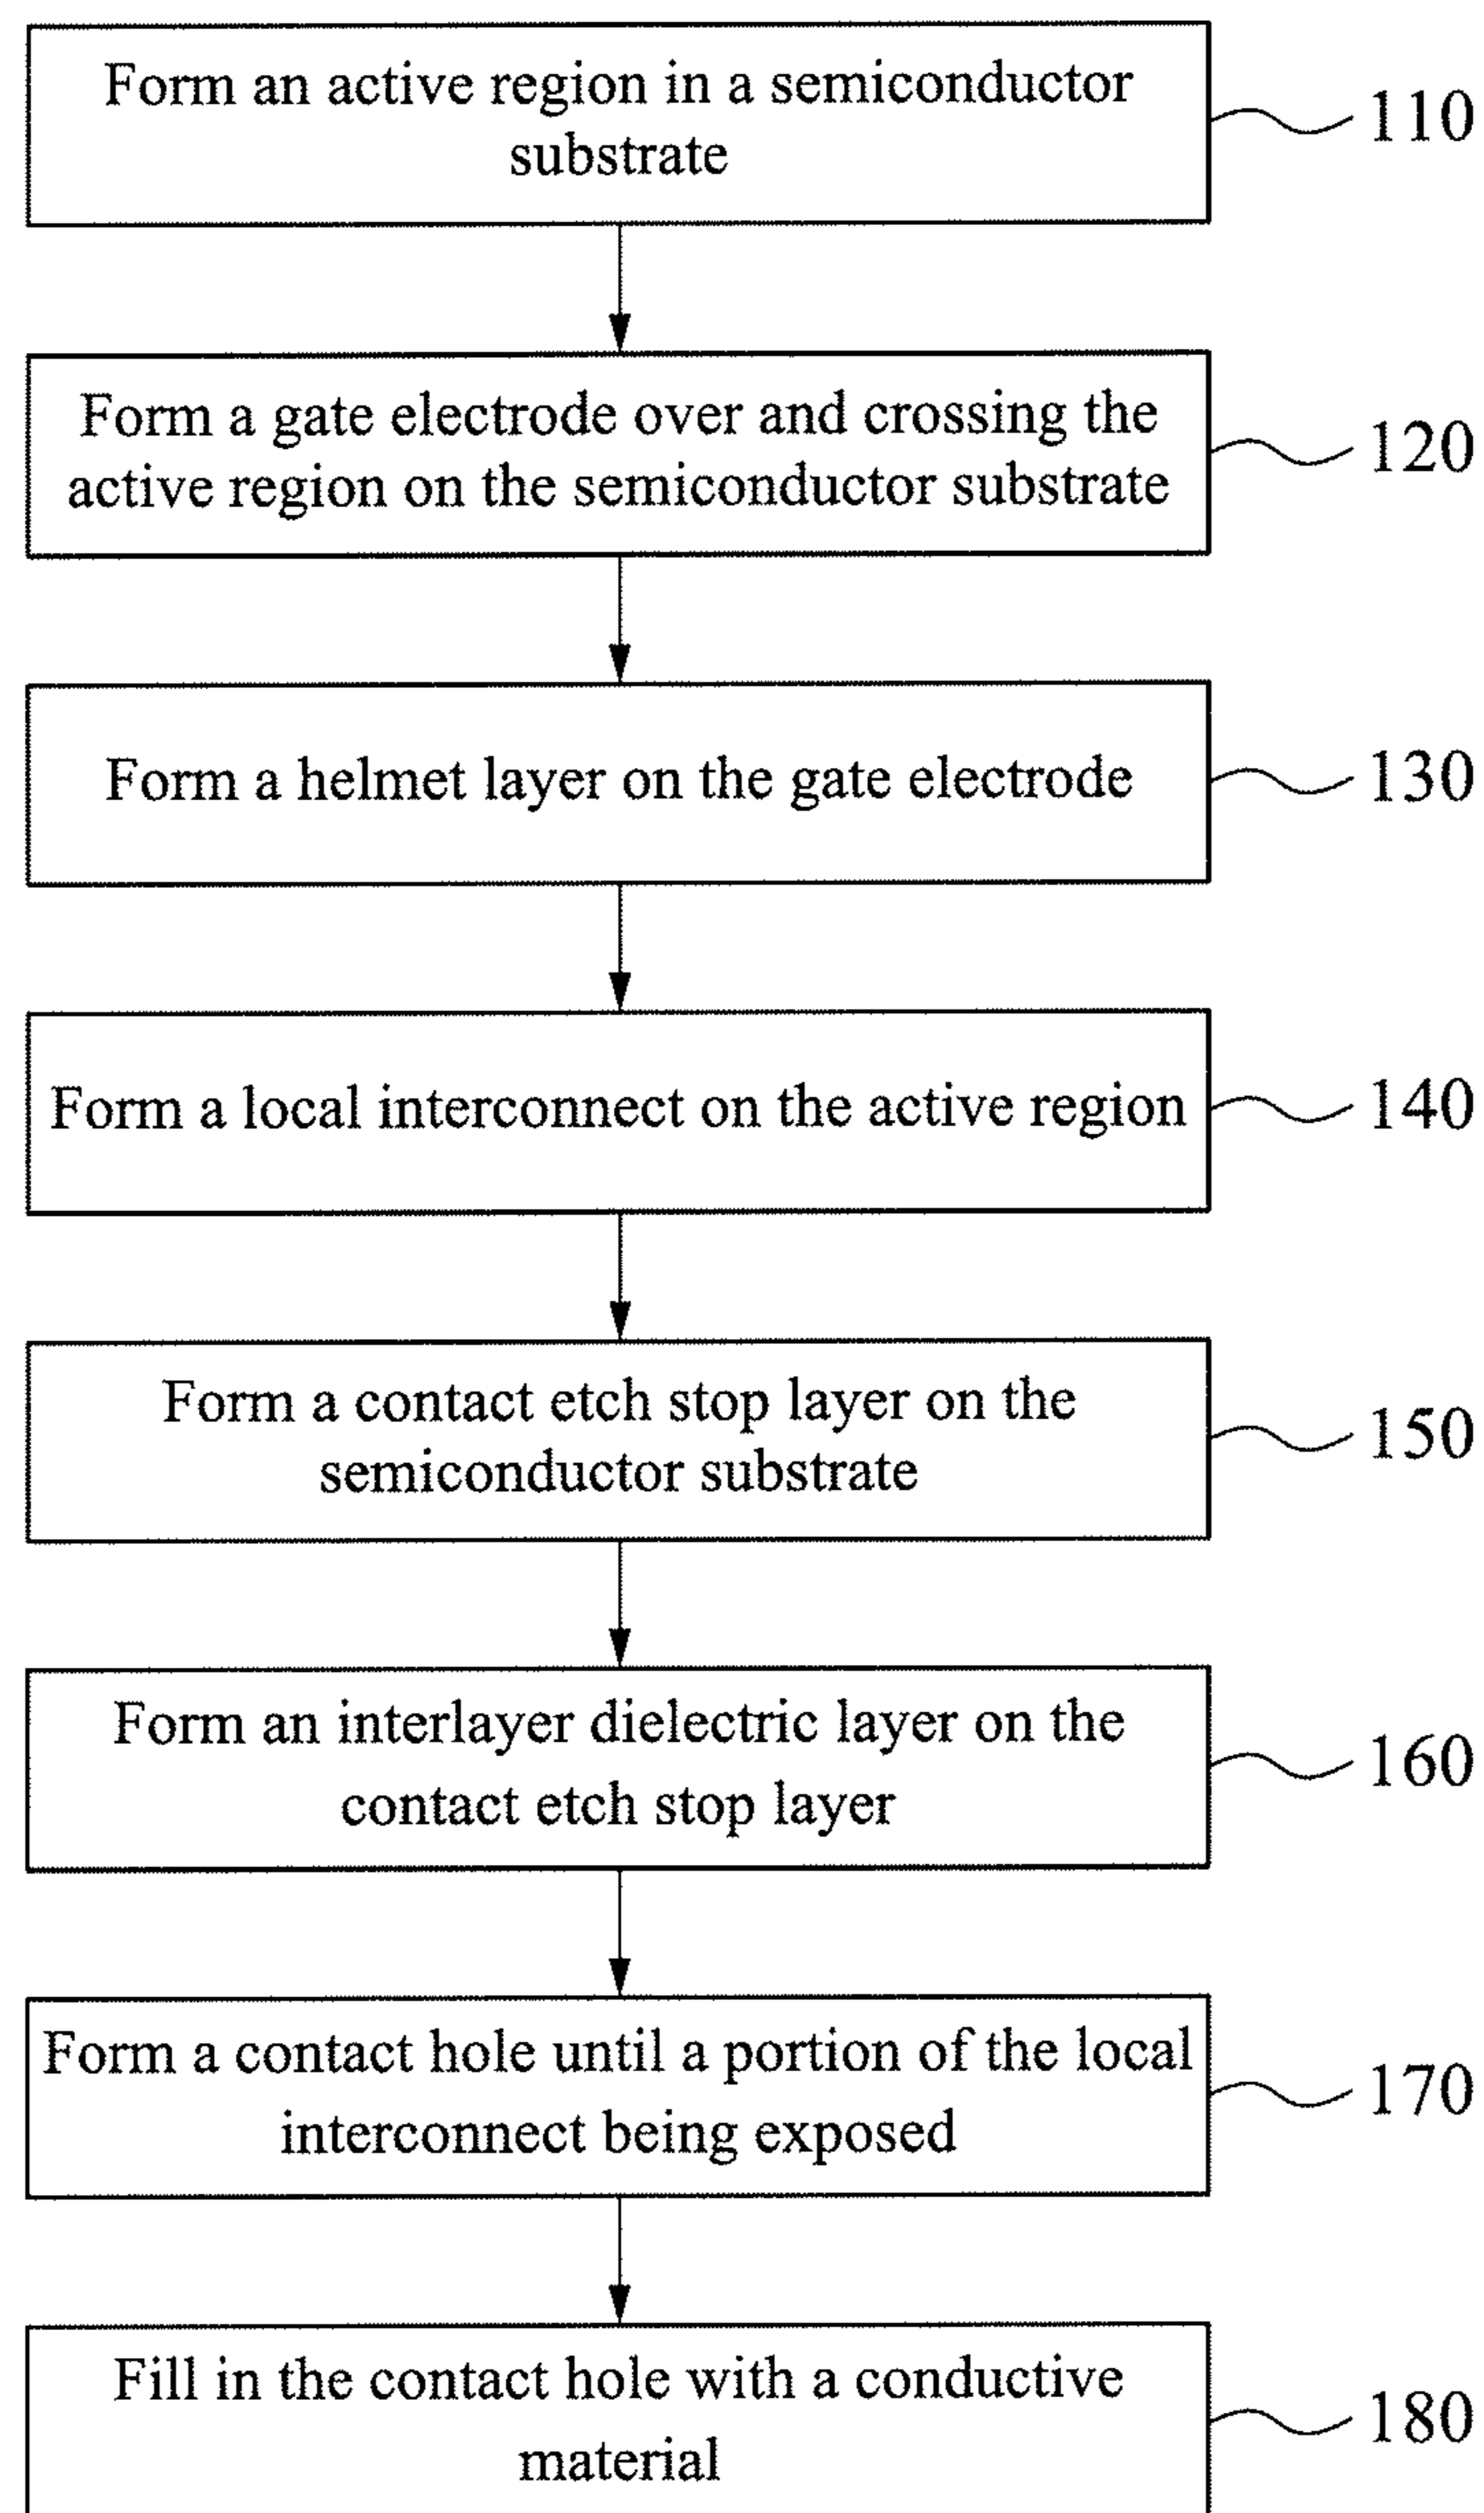 Form an active region in a semiconductor
substrate
110
Form a gate electrode over and crossing the
active region on the semiconductor substrate
120
Form a helmet layer on the gate electrode
130
Form a local interconnect on the active region
140
Form a contact etch stop layer on the
semiconductor substrate
150
Form an interlayer dielectric layer on the
contact etch stop layer
160
Form a contact hole until a portion of the local
interconnect being exposed
170
Fill in the contact hole with a conductive
material
180